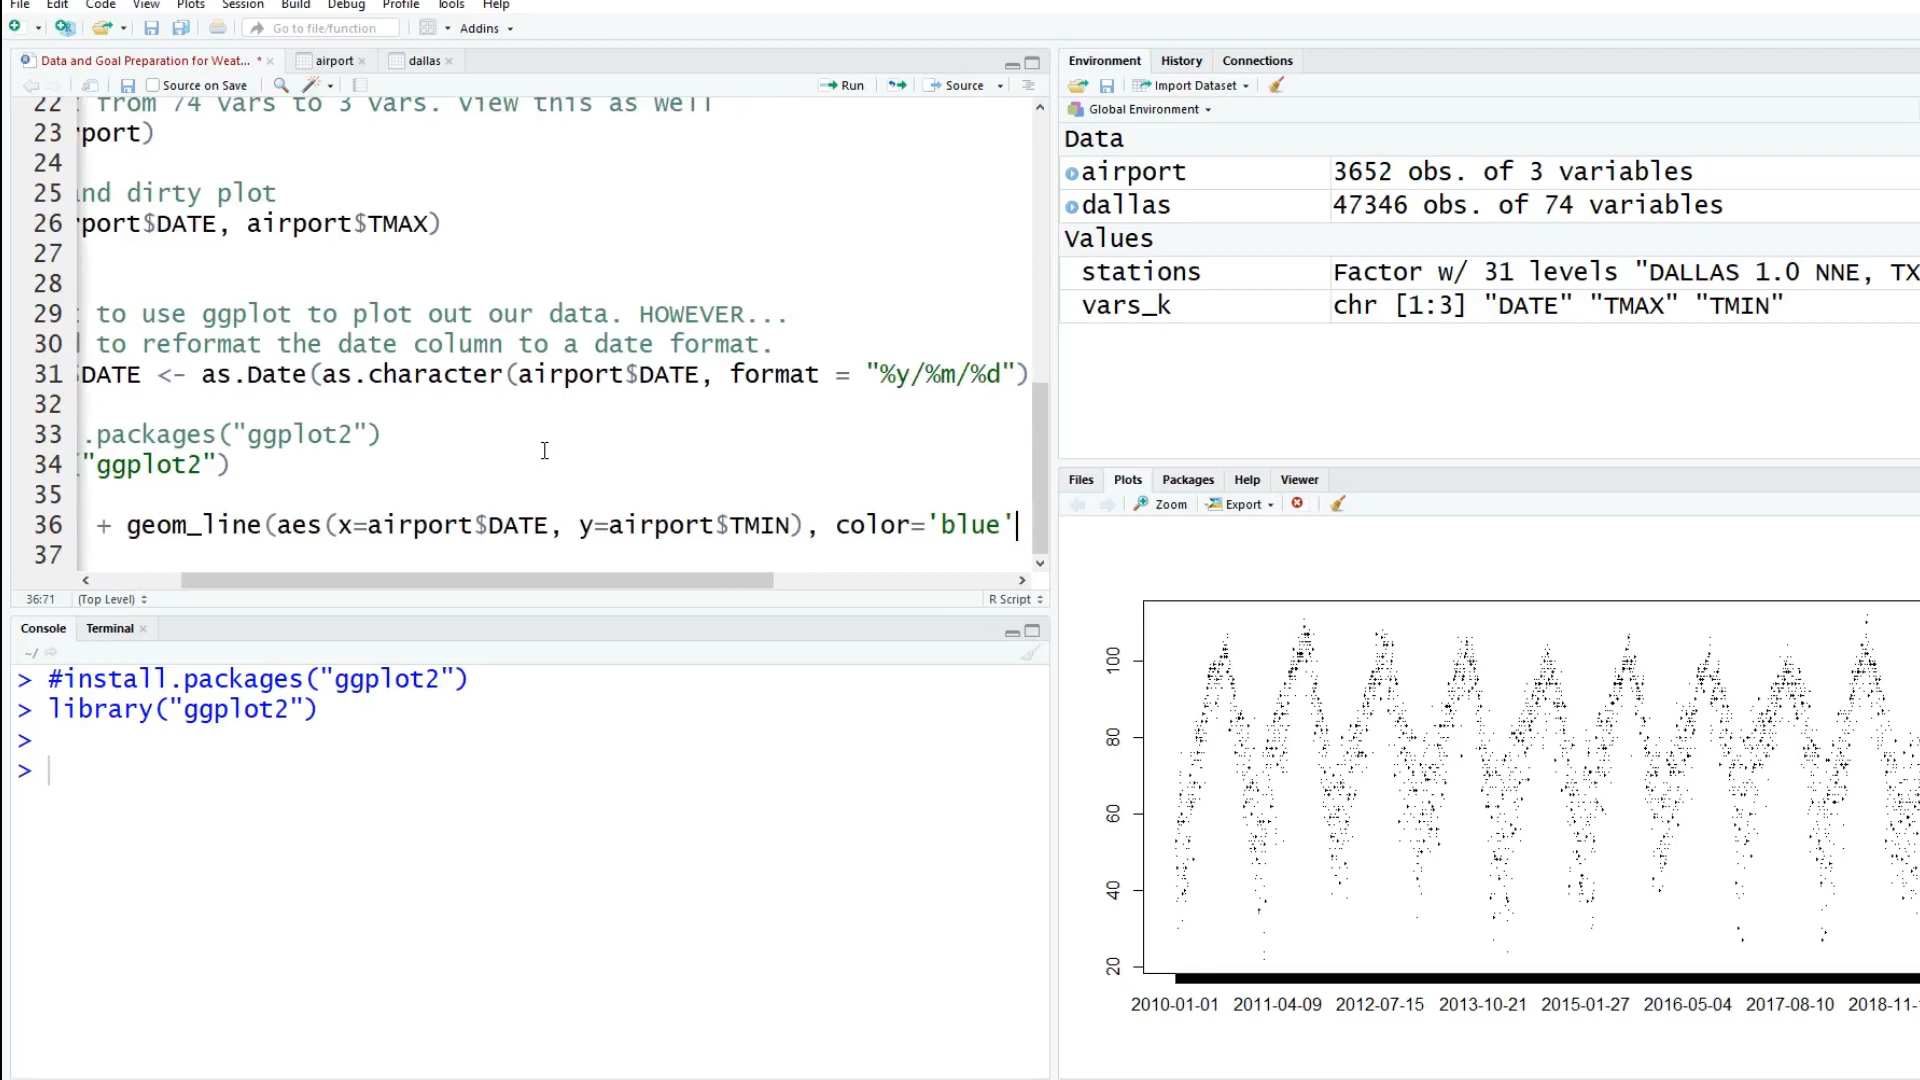 File Edit Code View Plots Session Build Debug Profile Tools Help
Go to file/function Addins
Data and Goal Preparation for Weat... * airport dallas
Source on Save Run Source
22 from 74 vars to 3 vars. view this as well
23 rport)
24
25 and dirty plot
26 rport$DATE, airport$TMAX)
27
28
29 to use ggplot to plot out our data. HOWEVER...
30 to reformat the date column to a date format.
31 $DATE <- as.Date(as.character(airport$DATE, format = "%y/%m/%d")
32
33 .packages("ggplot2")
34 ("ggplot2")
35
36 + geom_line(aes(x=airport$DATE, y=airport$TMIN), color='blue'
37
36:71 (Top Level) R Script
Console Terminal
~/
> #install.packages("ggplot2")
> library("ggplot2")
>
>
Environment History Connections
Import Dataset
Global Environment
Data
airport 3652 obs. of 3 variables
dallas 47346 obs. of 74 variables
Values
stations Factor w/ 31 levels "DALLAS 1.0 NNE, TX
vars_k chr [1:3] "DATE" "TMAX" "TMIN"
Files Plots Packages Help Viewer
Zoom Export
100
80
60
40
20
2010-01-01 2011-04-09 2012-07-15 2013-10-21 2015-01-27 2016-05-04 2017-08-10 2018-11-